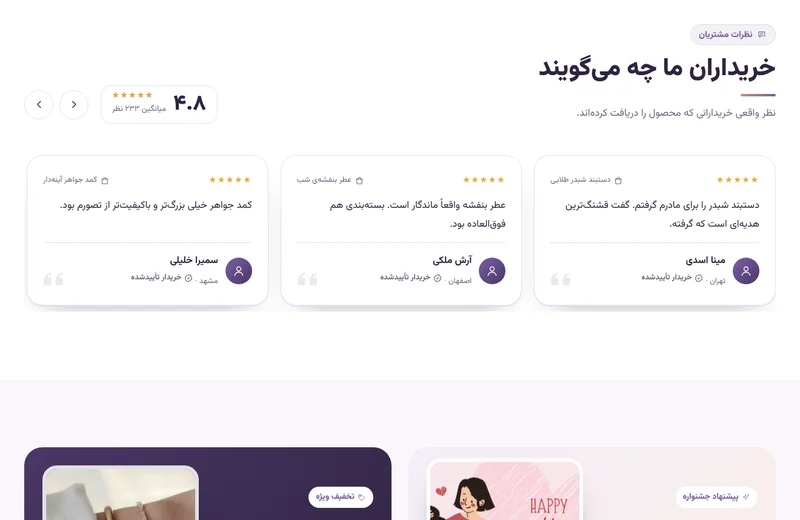 نظرات مشتریان
خریداران ما چه می‌گویند
نظر واقعی خریدارانی که محصول را دریافت کرده‌اند.
۴.۸
★★★★★
میانگین ۲۳۳ نظر
★★★★★
دستبند شبدر طلایی
دستبند شبدر را برای مادرم گرفتم. گفت قشنگ‌ترین
هدیه‌ای است که گرفته.
مینا اسدی
تهران · خریدار تأییدشده
★★★★★
عطر بنفشه‌ی شب
عطر بنفشه واقعاً ماندگار است. بسته‌بندی هم
فوق‌العاده بود.
آرش ملکی
اصفهان · خریدار تأییدشده
★★★★★
کمد جواهر آینه‌دار
کمد جواهر خیلی بزرگ‌تر و باکیفیت‌تر از تصورم بود.
سمیرا خلیلی
مشهد · خریدار تأییدشده
پیشنهاد جشنواره
HAPPY
تخفیف ویژه